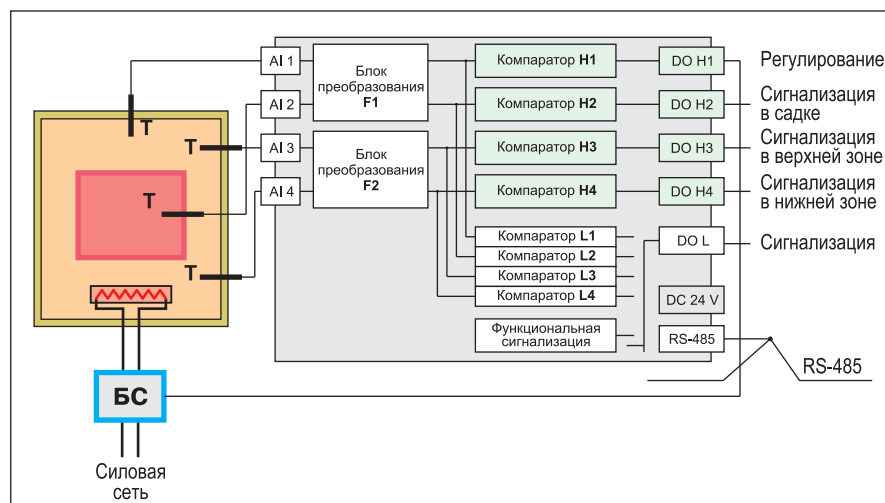 AI 1
Блок
преобразования
F1
Компаратор H1
DO H1
Регулирование
AI 2
Компаратор H2
DO H2
Сигнализация
в садке
T
T
AI 3
Блок
преобразования
F2
Компаратор H3
DO H3
Сигнализация
в верхней зоне
T
AI 4
Компаратор H4
DO H4
Сигнализация
в нижней зоне
T
Компаратор L1
Компаратор L2
Компаратор L3
Компаратор L4
DO L
Сигнализация
DC 24 V
Функциональная
сигнализация
RS-485
RS-485
БС
Силовая
сеть